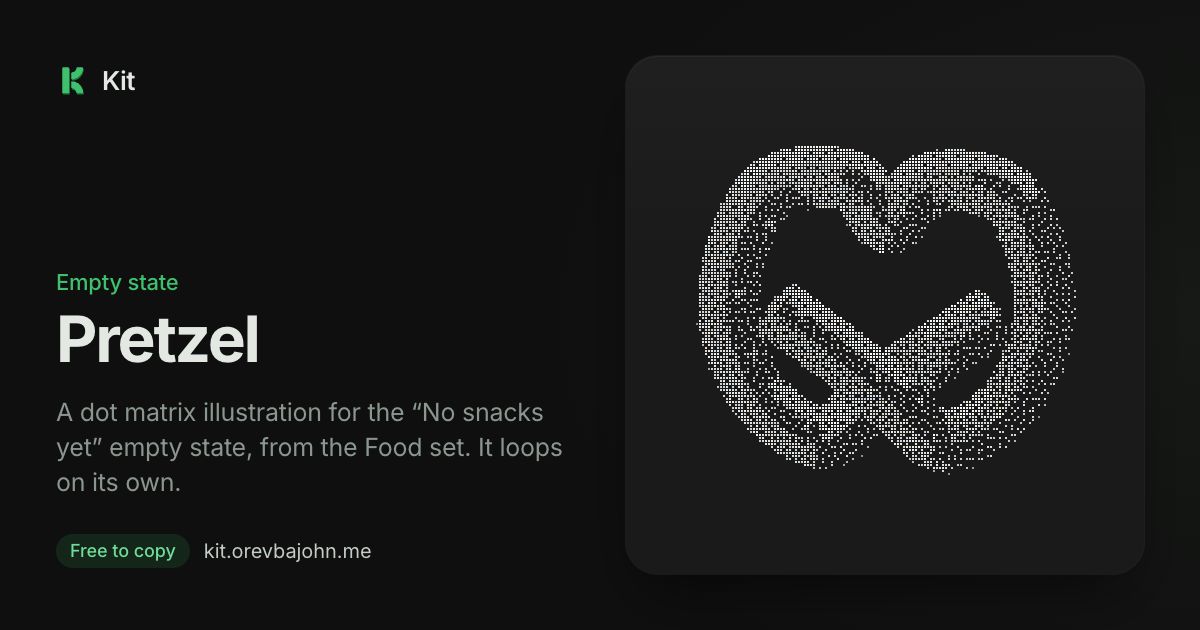 Kit
Empty state
Pretzel
A dot matrix illustration for the “No snacks
yet” empty state, from the Food set. It loops
on its own.
Free to copy
kit.orevbajohn.me